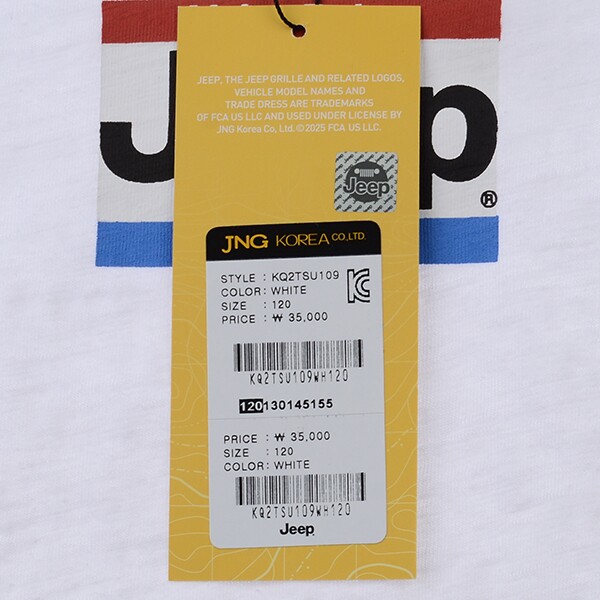 JEEP, THE JEEP GRILLE AND RELATED LOGOS,
VEHICLE MODEL NAMES AND
TRADE DRESS ARE TRADEMARKS
OF FCA US LLC AND USED UNDER LICENSE BY
JNG Korea Co, Ltd. ©2025 FCA US LLC.
Jeep
Jeep®
JNG KOREA CO.,LTD.
STYLE : KQ2TSU109
COLOR: WHITE
SIZE : 120
PRICE : ₩ 35,000
KQ2TSU109WH120
120130145155
PRICE : ₩ 35,000
SIZE : 120
COLOR: WHITE
KQ2TSU109WH120
Jeep